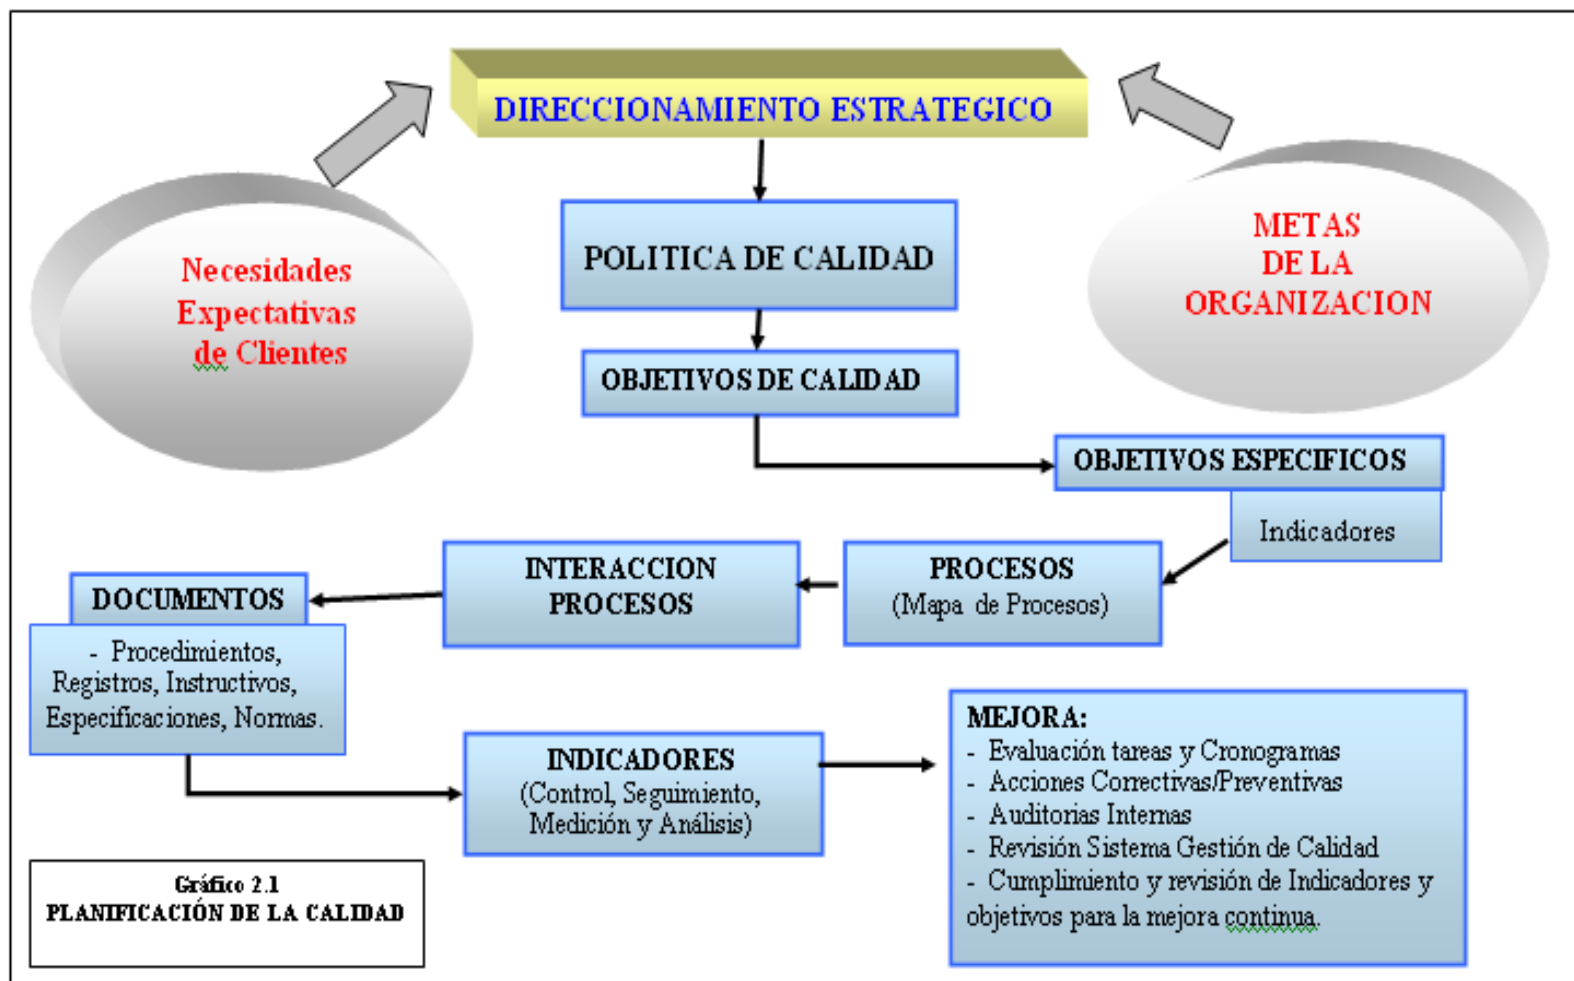 DIRECCIONAMIENTO ESTRATEGICO
Necesidades
Expectativas
de Clientes
POLITICA DE CALIDAD
METAS
DE LA
ORGANIZACION
OBJETIVOS DE CALIDAD
OBJETIVOS ESPECIFICOS
Indicadores
PROCESOS
(Mapa de Procesos)
INTERACCION
PROCESOS
DOCUMENTOS
- Procedimientos,
Registros, Instructivos,
Especificaciones, Normas.
INDICADORES
(Control, Seguimiento,
Medición y Análisis)
MEJORA:
- Evaluación tareas y Cronogramas
- Acciones Correctivas/Preventivas
- Auditorias Internas
- Revisión Sistema Gestión de Calidad
- Cumplimiento y revisión de Indicadores y
objetivos para la mejora continua.
Gráfico 2.1
PLANIFICACIÓN DE LA CALIDAD